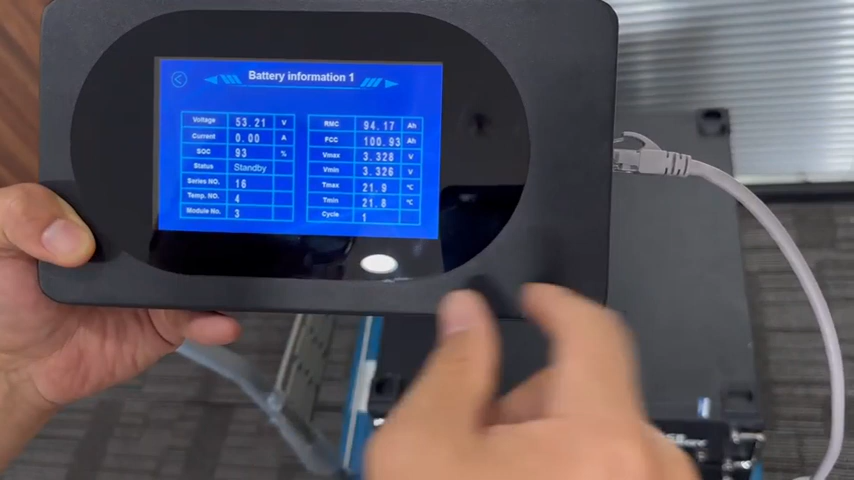 Battery information 1
Voltage 53.21 V
Current 0.00 A
SOC 93 %
Status Standby
Series NO. 16
Temp. NO. 4
Module No. 3
RMC 94.17 Ah
FCC 100.93 Ah
Vmax 3.328 V
Vmin 3.326 V
Tmax 21.9 ℃
Tmin 21.8 ℃
Cycle 1